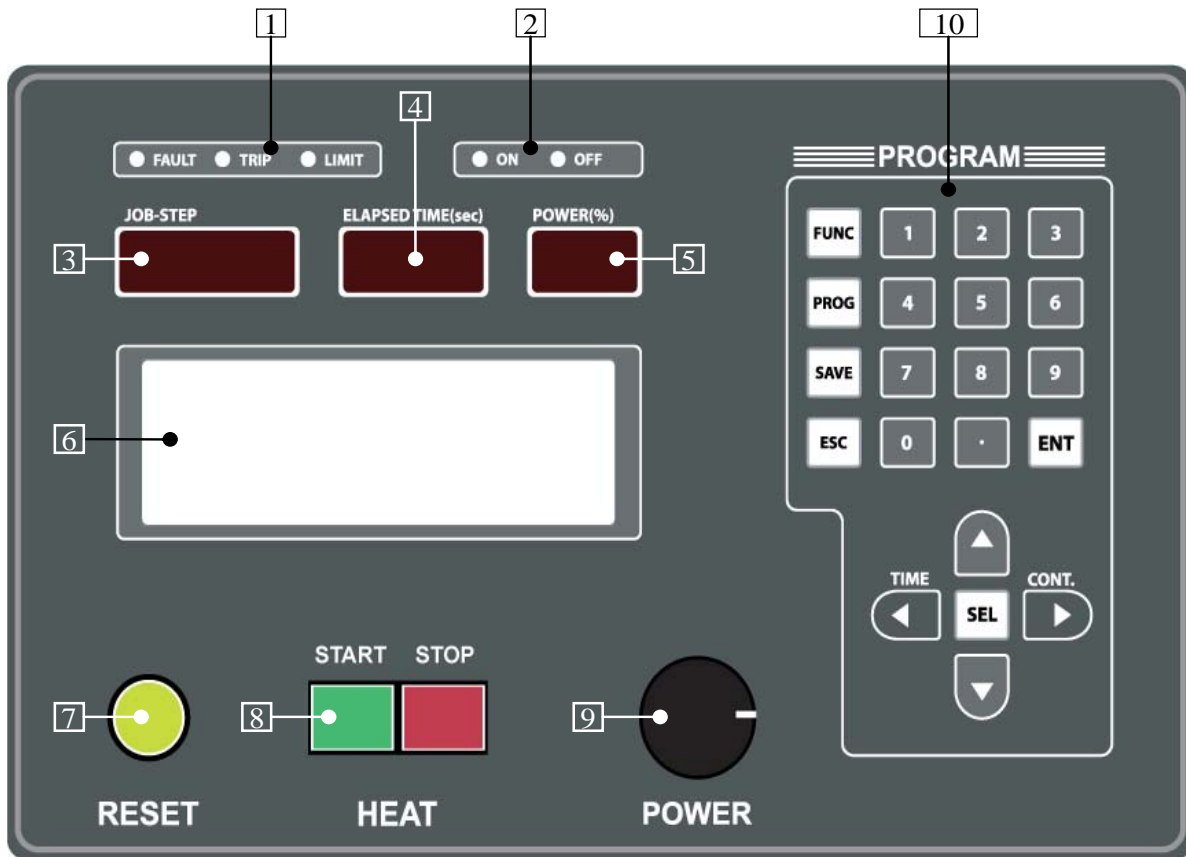 1 2 10
4
FAULT TRIP LIMIT ON OFF
PROGRAM
JOB-STEP ELAPSED TIME(sec) POWER(%)
FUNC 1 2 3
3 5
PROG 4 5 6
SAVE 7 8 9
6
ESC 0 . ENT
TIME CONT.
SEL
START STOP
7 8 9
RESET HEAT POWER